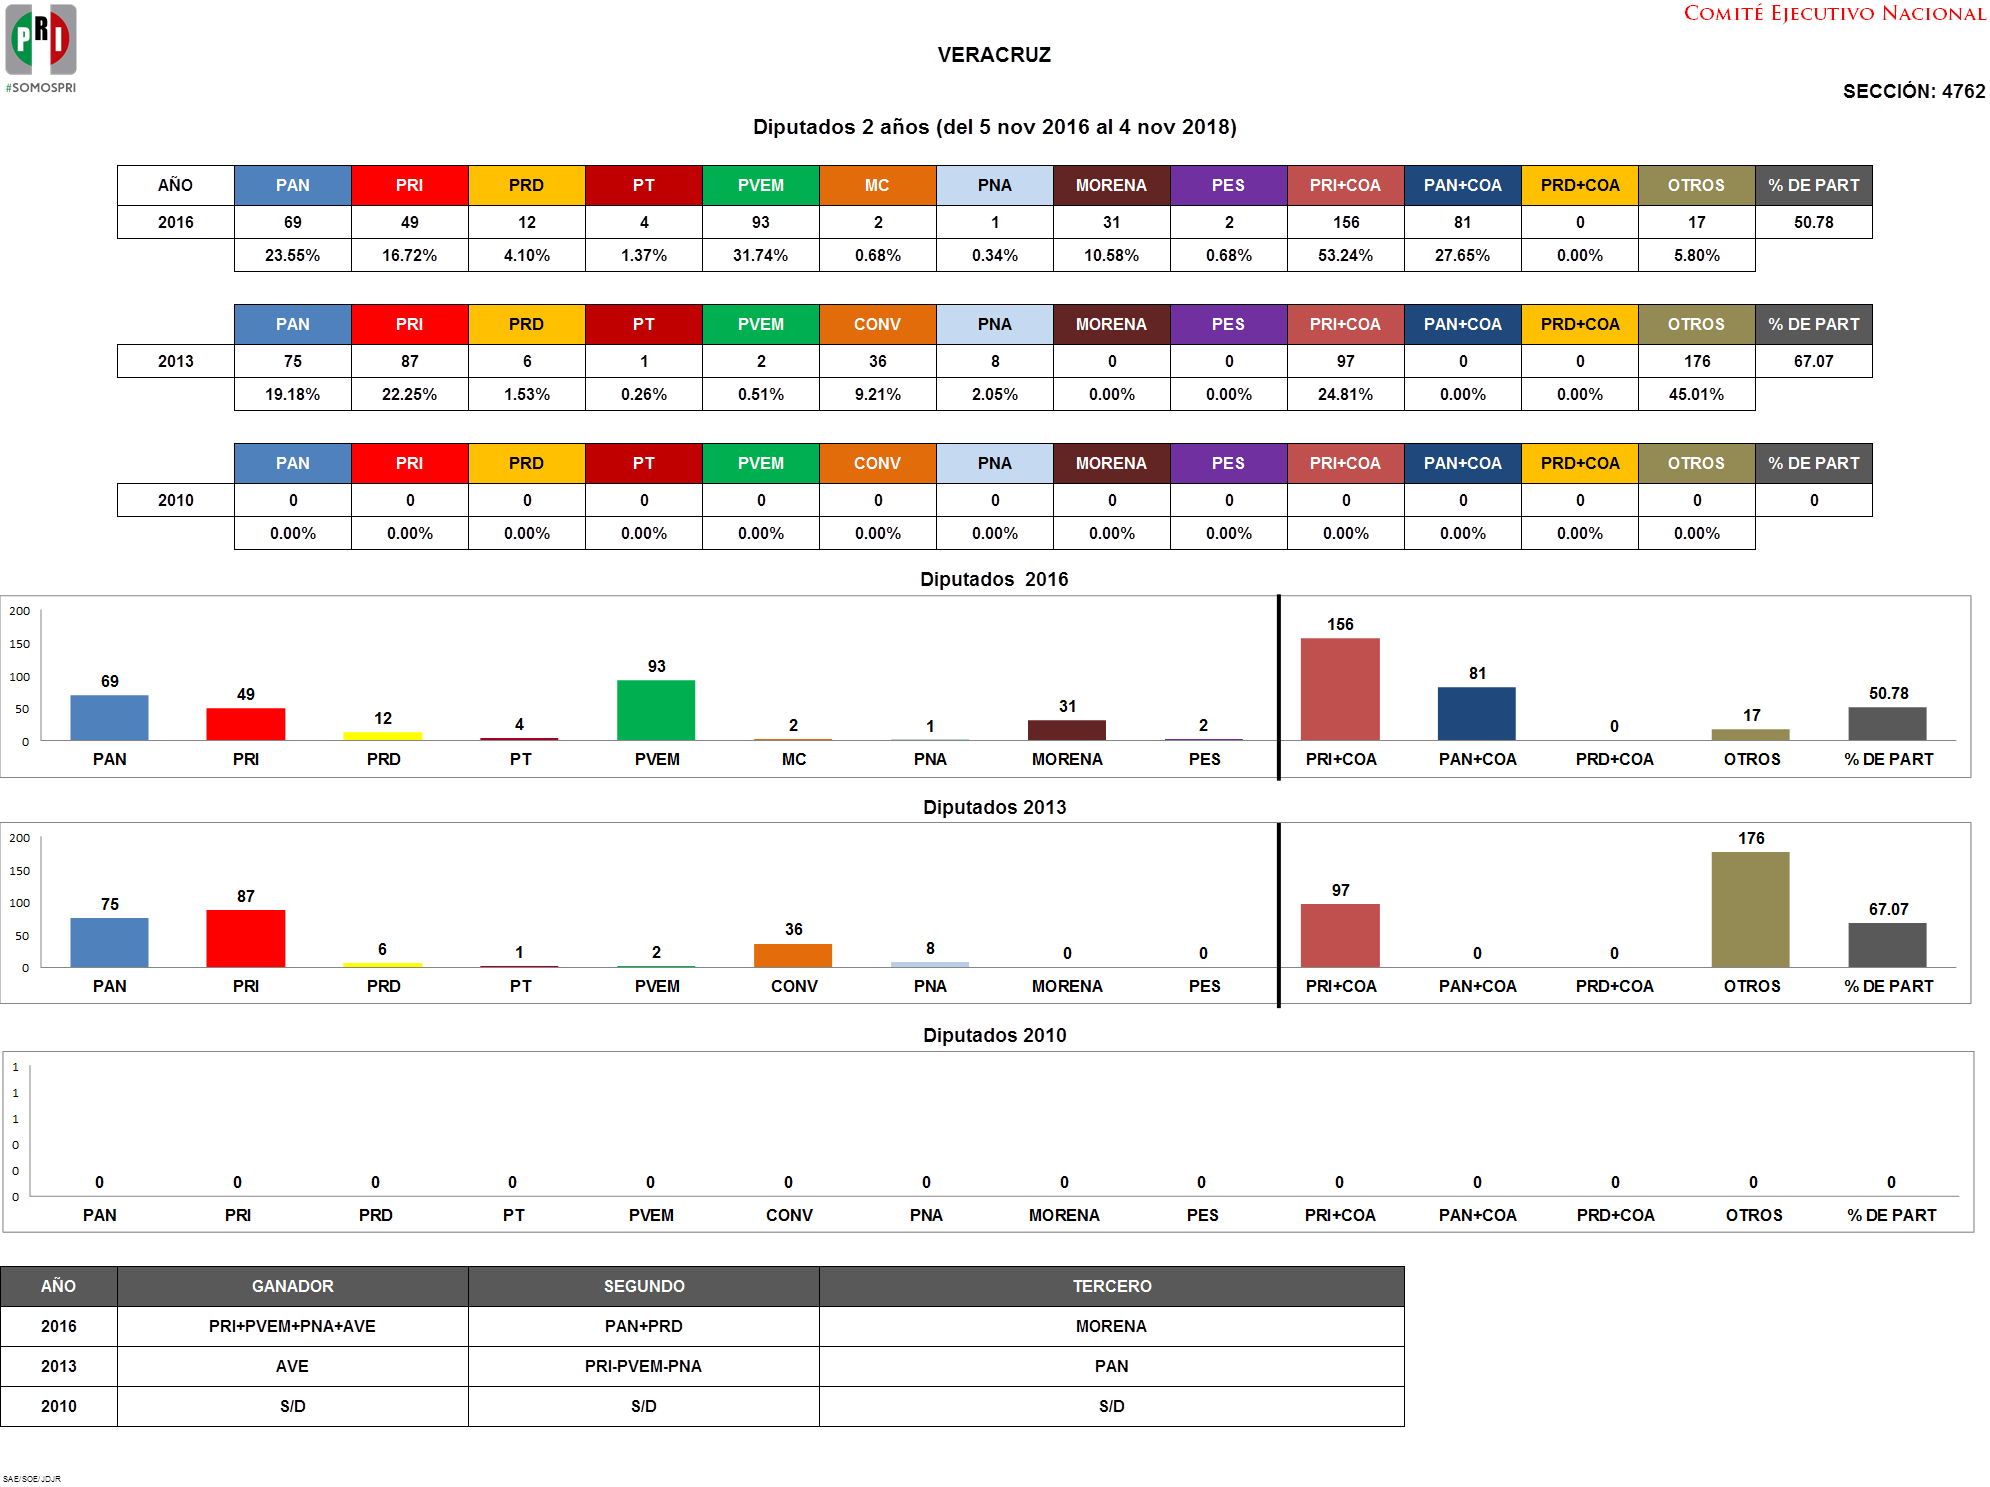 COMITÉ EJECUTIVO NACIONAL
PRI
#SOMOSPRI
VERACRUZ
SECCIÓN: 4762
Diputados 2 años (del 5 nov 2016 al 4 nov 2018)
AÑO PAN PRI PRD PT PVEM MC PNA MORENA PES PRI+COA PAN+COA PRD+COA OTROS % DE PART
2016 69 49 12 4 93 2 1 31 2 156 81 0 17 50.78
23.55% 16.72% 4.10% 1.37% 31.74% 0.68% 0.34% 10.58% 0.68% 53.24% 27.65% 0.00% 5.80%
PAN PRI PRD PT PVEM CONV PNA MORENA PES PRI+COA PAN+COA PRD+COA OTROS % DE PART
2013 75 87 6 1 2 36 8 0 0 97 0 0 176 67.07
19.18% 22.25% 1.53% 0.26% 0.51% 9.21% 2.05% 0.00% 0.00% 24.81% 0.00% 0.00% 45.01%
PAN PRI PRD PT PVEM CONV PNA MORENA PES PRI+COA PAN+COA PRD+COA OTROS % DE PART
2010 0 0 0 0 0 0 0 0 0 0 0 0 0 0
0.00% 0.00% 0.00% 0.00% 0.00% 0.00% 0.00% 0.00% 0.00% 0.00% 0.00% 0.00% 0.00%
Diputados 2016
200
150
100
50
0
69 49 12 4 93 2 1 31 2 156 81 0 17 50.78
PAN PRI PRD PT PVEM MC PNA MORENA PES PRI+COA PAN+COA PRD+COA OTROS % DE PART
Diputados 2013
200
150
100
50
0
75 87 6 1 2 36 8 0 0 97 0 0 176 67.07
PAN PRI PRD PT PVEM CONV PNA MORENA PES PRI+COA PAN+COA PRD+COA OTROS % DE PART
Diputados 2010
1
1
1
0
0
0
0 0 0 0 0 0 0 0 0 0 0 0 0 0
PAN PRI PRD PT PVEM CONV PNA MORENA PES PRI+COA PAN+COA PRD+COA OTROS % DE PART
AÑO GANADOR SEGUNDO TERCERO
2016 PRI+PVEM+PNA+AVE PAN+PRD MORENA
2013 AVE PRI-PVEM-PNA PAN
2010 S/D S/D S/D
SAE/SOE/JDJR